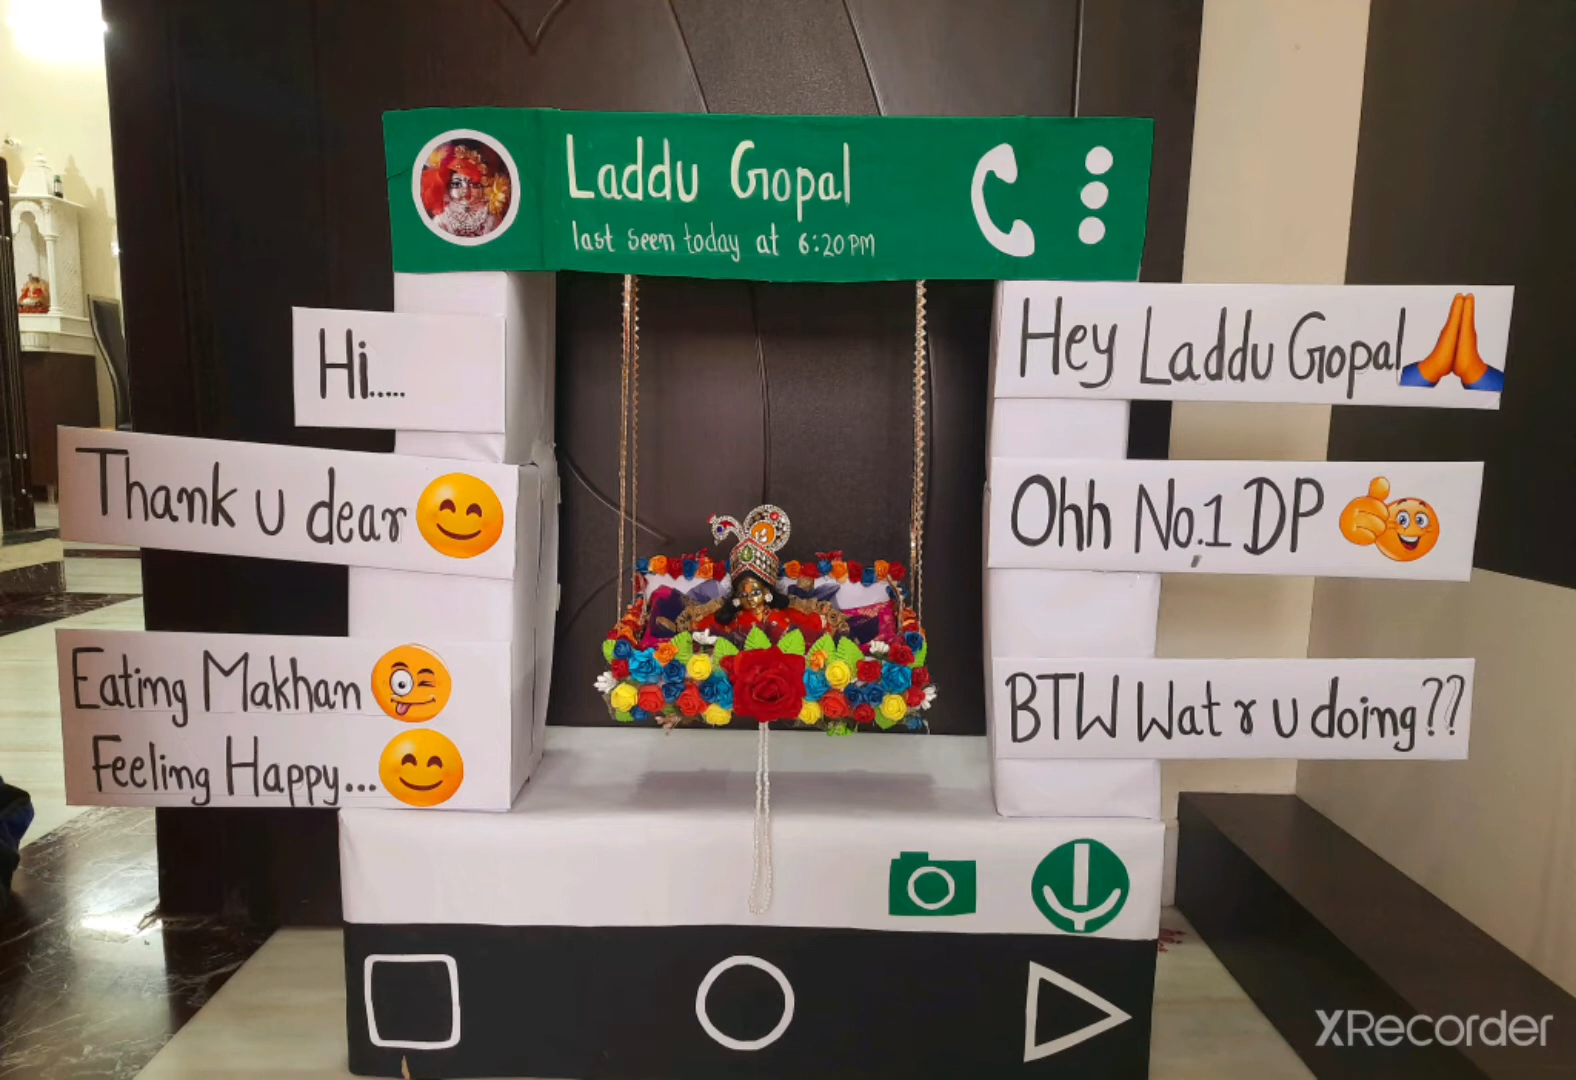 Laddu Gopal
last seen today at 6:20 PM
Hey Laddu Gopal
Hi.....
Ohh No.1 DP
Thank u dear
BTW Wat r u doing??
Eating Makhan
Feeling Happy...
XRecorder